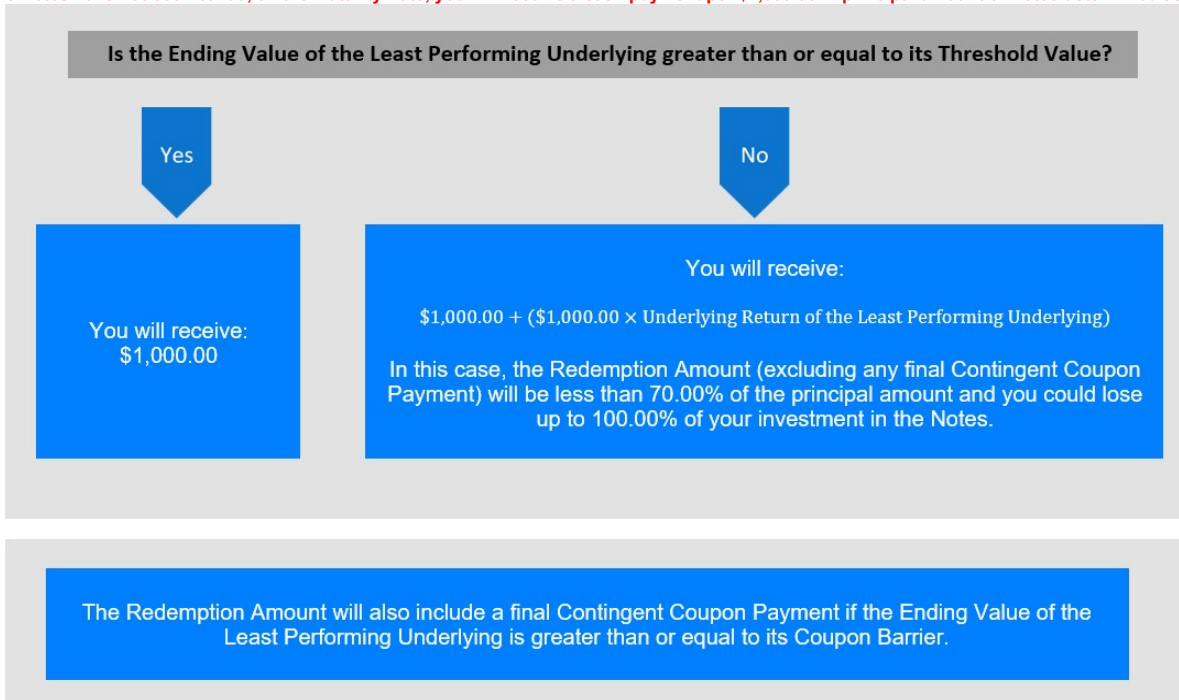 Is the Ending Value of the Least Performing Underlying greater than or equal to its Threshold Value?
Yes
No
You will receive:
$1,000.00
You will receive:
$1,000.00 + ($1,000.00 × Underlying Return of the Least Performing Underlying)
In this case, the Redemption Amount (excluding any final Contingent Coupon
Payment) will be less than 70.00% of the principal amount and you could lose
up to 100.00% of your investment in the Notes.
The Redemption Amount will also include a final Contingent Coupon Payment if the Ending Value of the
Least Performing Underlying is greater than or equal to its Coupon Barrier.